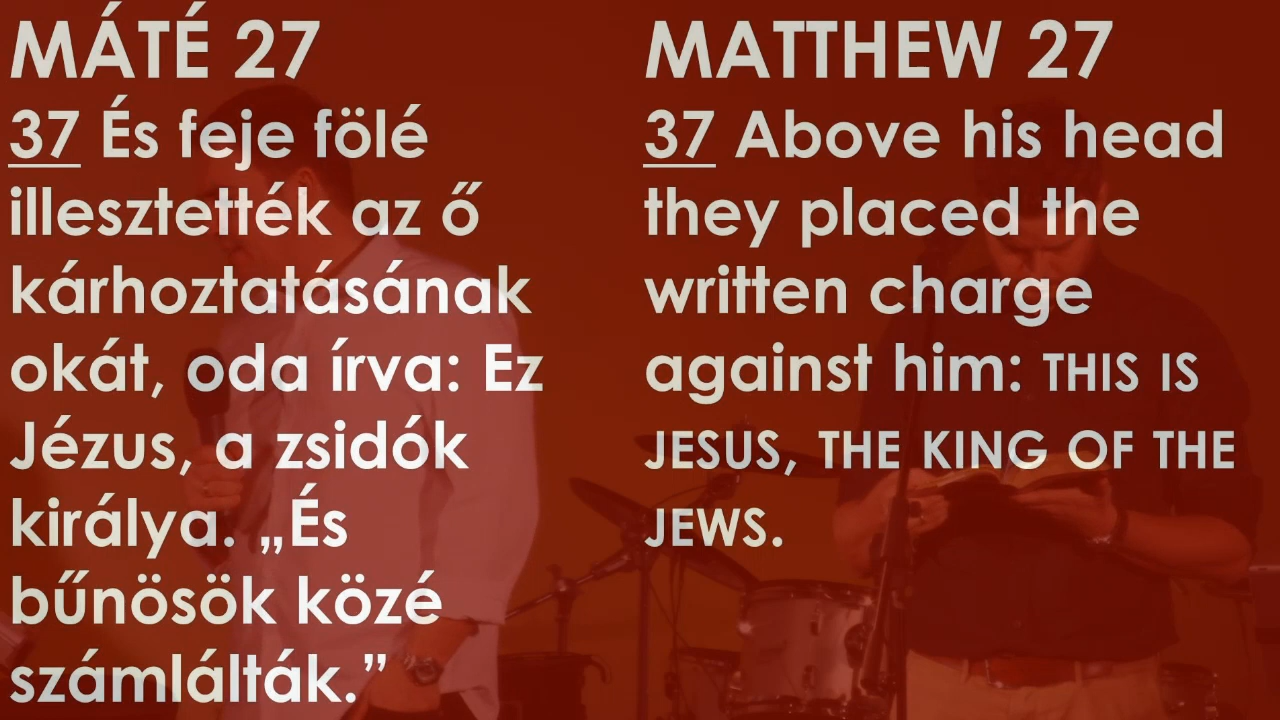 MÁTÉ 27
37 És feje fölé
illesztették az ő
kárhoztatásának
okát, oda írva: Ez
Jézus, a zsidók
királya. „És
bűnösök közé
számlálták.”
MATTHEW 27
37 Above his head
they placed the
written charge
against him: THIS IS
JESUS, THE KING OF THE
JEWS.